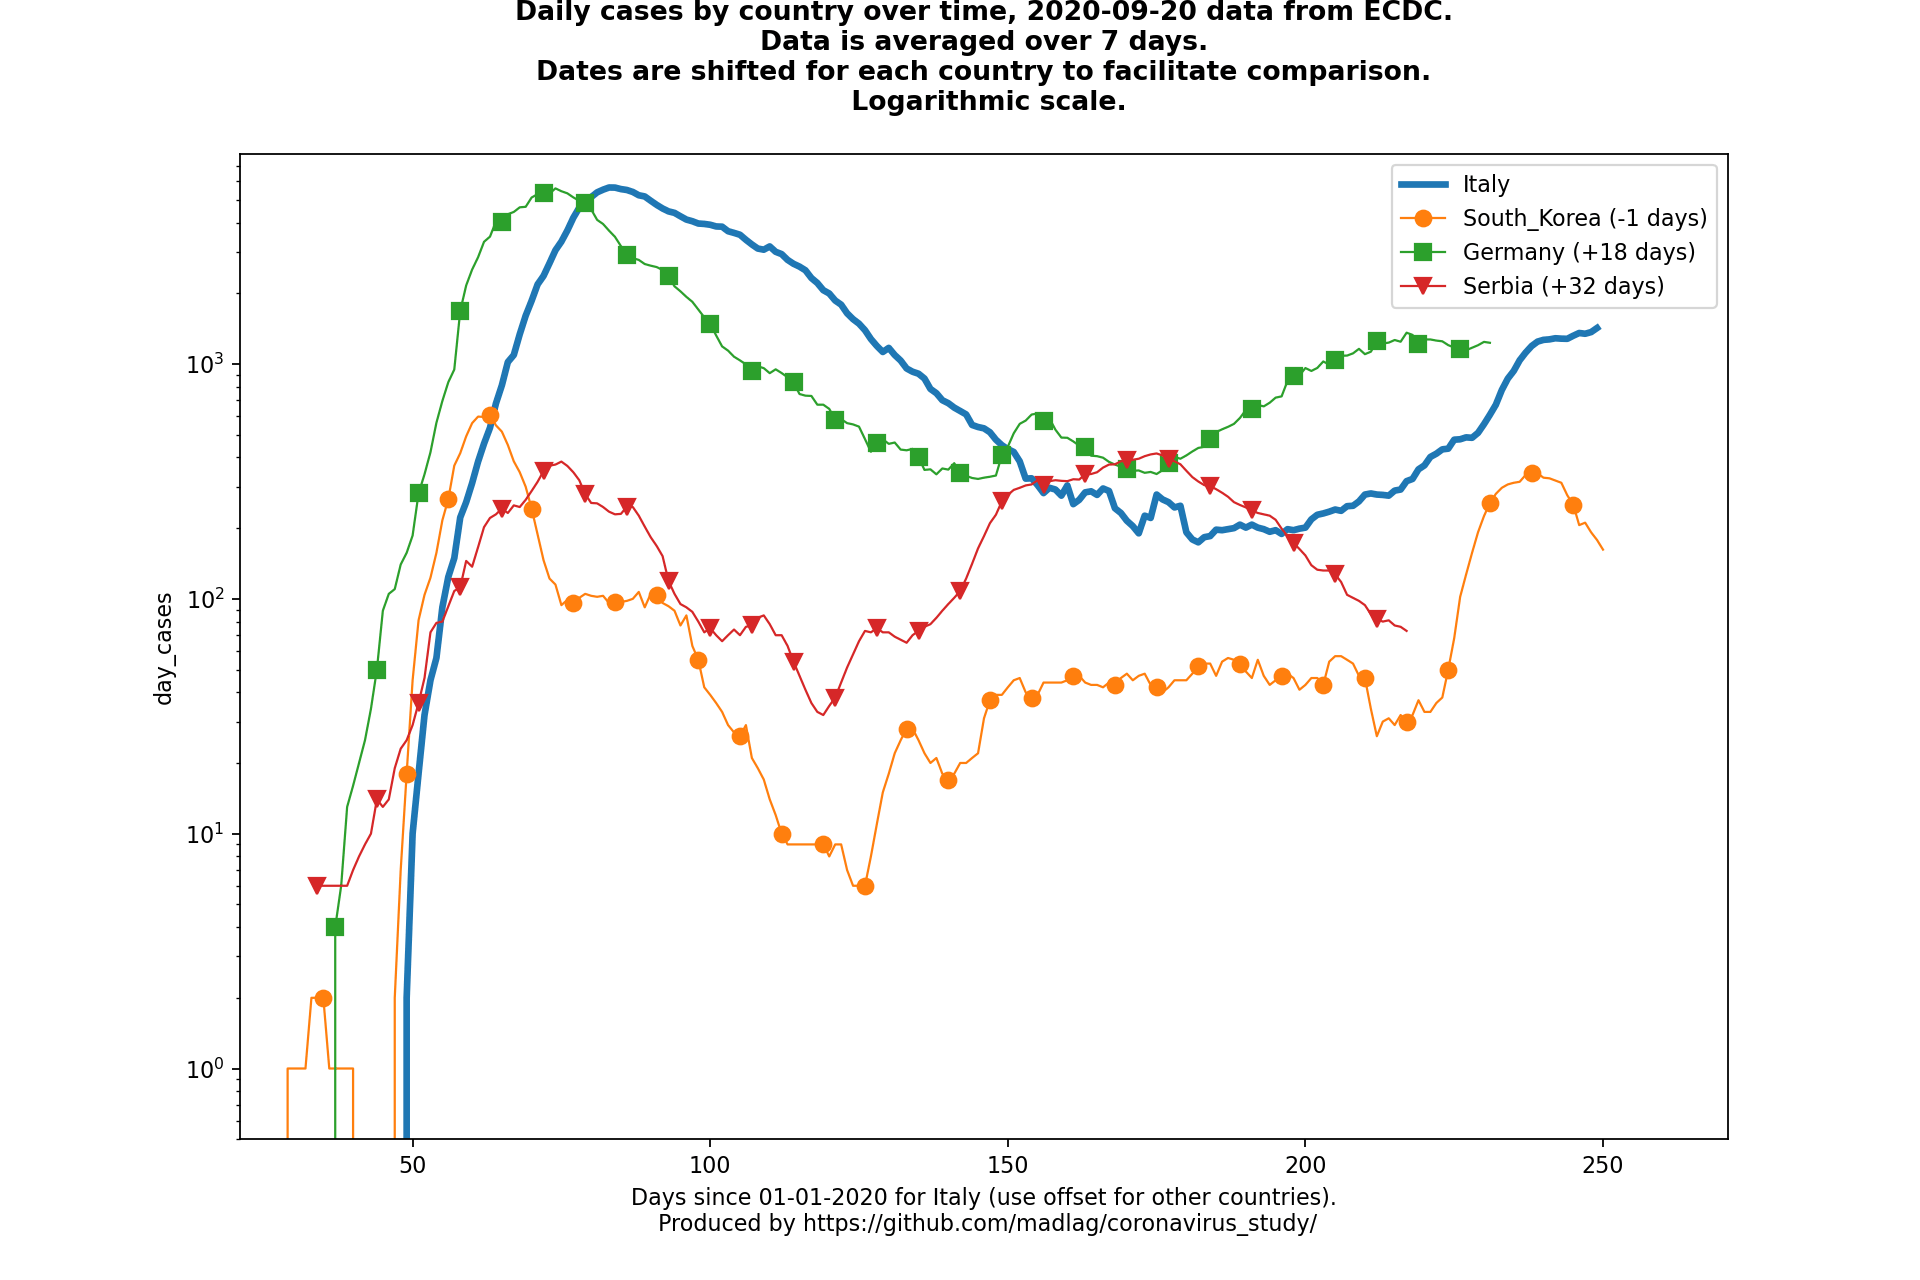 Daily cases by country over time, 2020-09-20 data from ECDC.
Data is averaged over 7 days.
Dates are shifted for each country to facilitate comparison.
Logarithmic scale.
Italy
South_Korea (-1 days)
Germany (+18 days)
Serbia (+32 days)
day_cases
10³
10²
10¹
10⁰
50 100 150 200 250
Days since 01-01-2020 for Italy (use offset for other countries).
Produced by https://github.com/madlag/coronavirus_study/